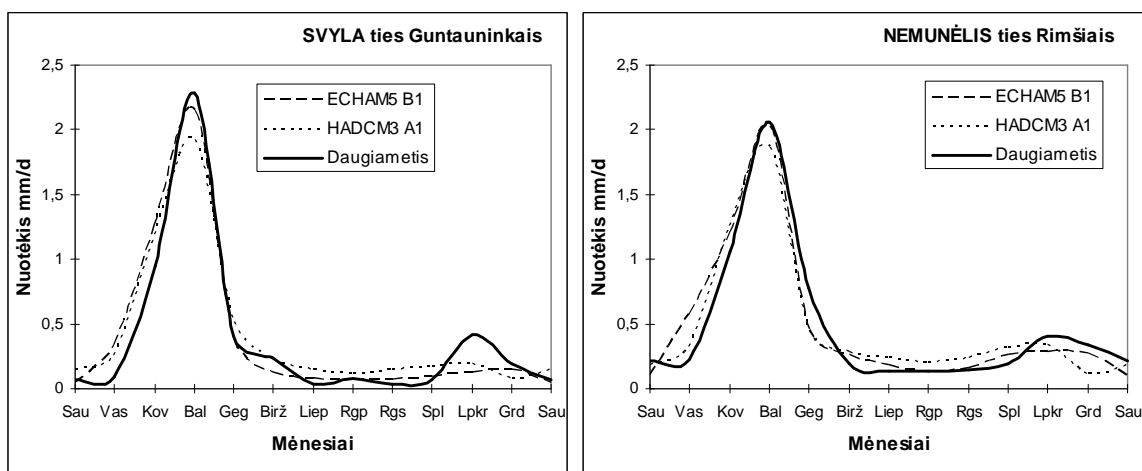 SVYLA ties Guntauninkais
2,5
2
1,5
1
0,5
0
Nuotėkis mm/d
ECHAM5 B1
HADCM3 A1
Daugiametis
Sau Vas Kov Bal Geg Birž Liep Rgp Rgs Spl Lpkr Grd Sau
Mėnesiai
NEMUNĖLIS ties Rimšiais
2,5
2
1,5
1
0,5
0
Nuotėkis mm/d
ECHAM5 B1
HADCM3 A1
Daugiametis
Sau Vas Kov Bal Geg Birž Liep Rgp Rgs Spl Lpkr Grd Sau
Mėnesiai